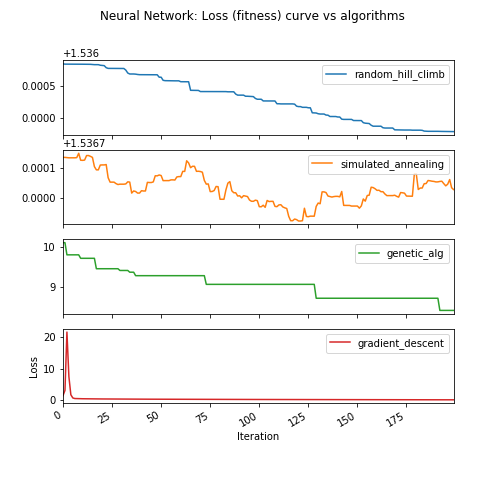 Neural Network: Loss (fitness) curve vs algorithms
+1.536
0.0005
0.0000
random_hill_climb
+1.5367
0.0001
0.0000
simulated_annealing
10
9
genetic_alg
20
10
0
Loss
gradient_descent
0 25 50 75 100 125 150 175
Iteration